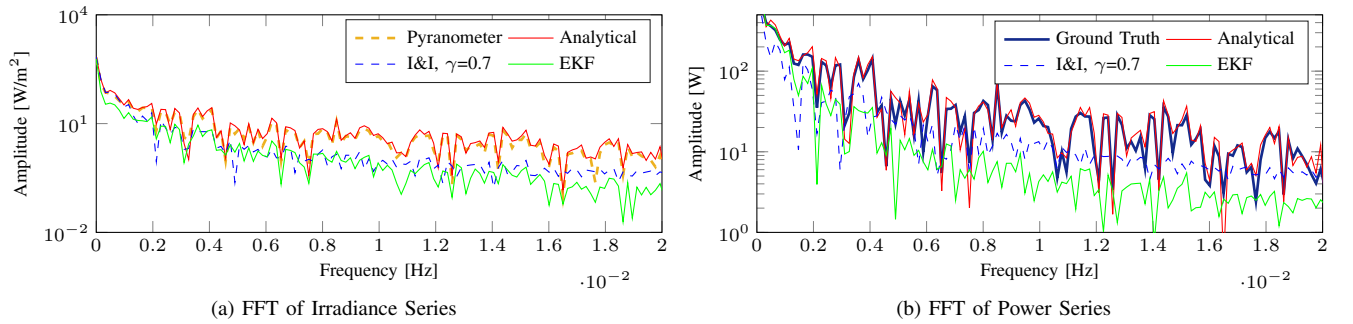 10^4
10^1
10^−2
Amplitude [W/m^2]
Pyranometer
Analytical
I&I, γ=0.7
EKF
0 0.2 0.4 0.6 0.8 1 1.2 1.4 1.6 1.8 2
Frequency [Hz]
·10^−2
(a) FFT of Irradiance Series
10^2
10^1
10^0
Amplitude [W]
Ground Truth
Analytical
I&I, γ=0.7
EKF
0 0.2 0.4 0.6 0.8 1 1.2 1.4 1.6 1.8 2
Frequency [Hz]
·10^−2
(b) FFT of Power Series